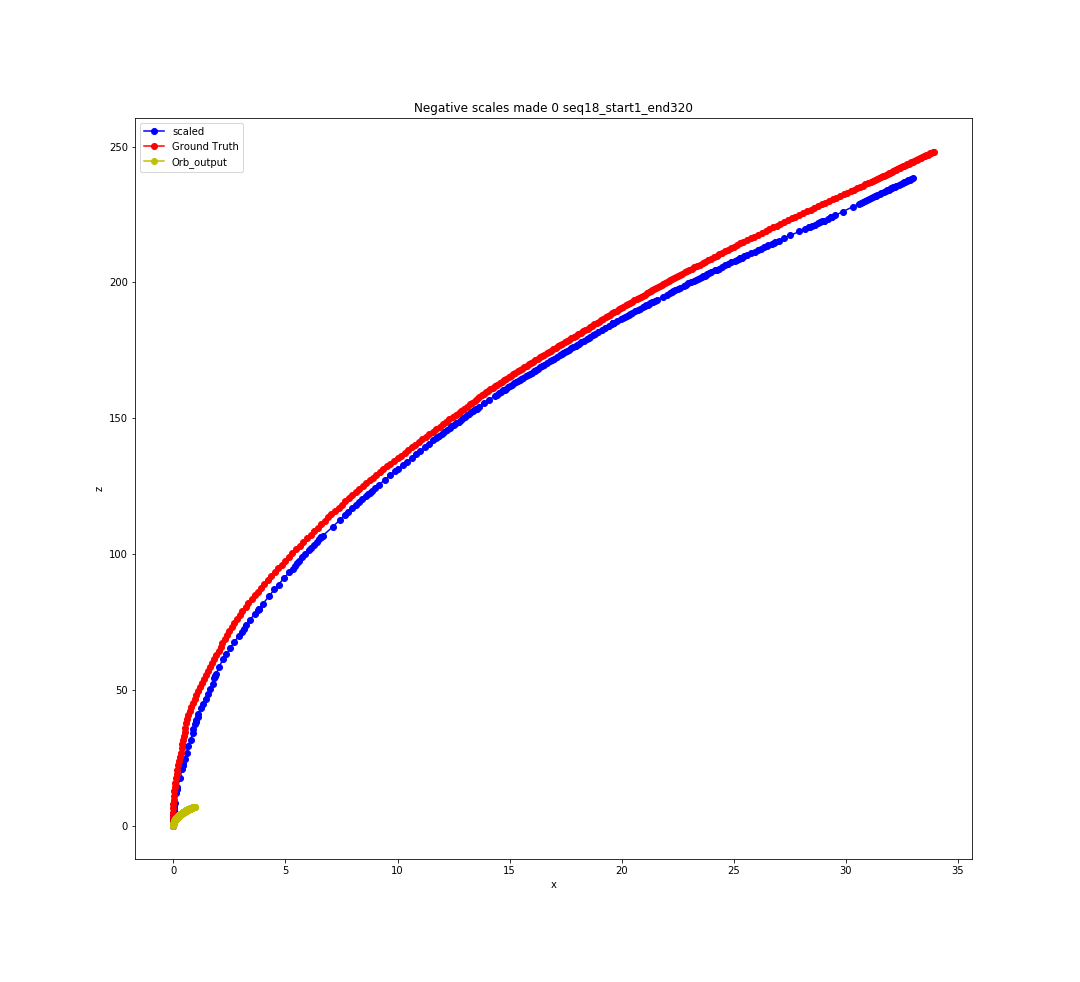 Negative scales made 0 seq18_start1_end320
scaled
Ground Truth
Orb_output
250
200
150
100
50
0
z
0 5 10 15 20 25 30 35
x